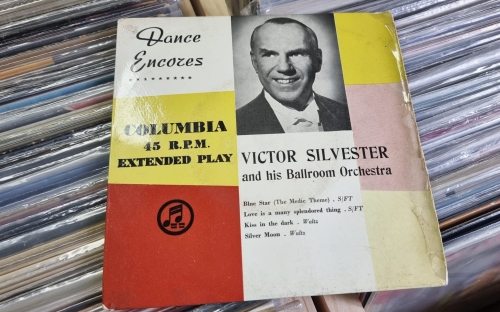 Dance
Encores
COLUMBIA
45 R.P.M.
EXTENDED PLAY
VICTOR SILVESTER
and his Ballroom Orchestra
Blue Star (The Medic Theme) . S/FT
Love is a many splendored thing . S/FT
Kiss in the dark . Waltz
Silver Moon . Waltz